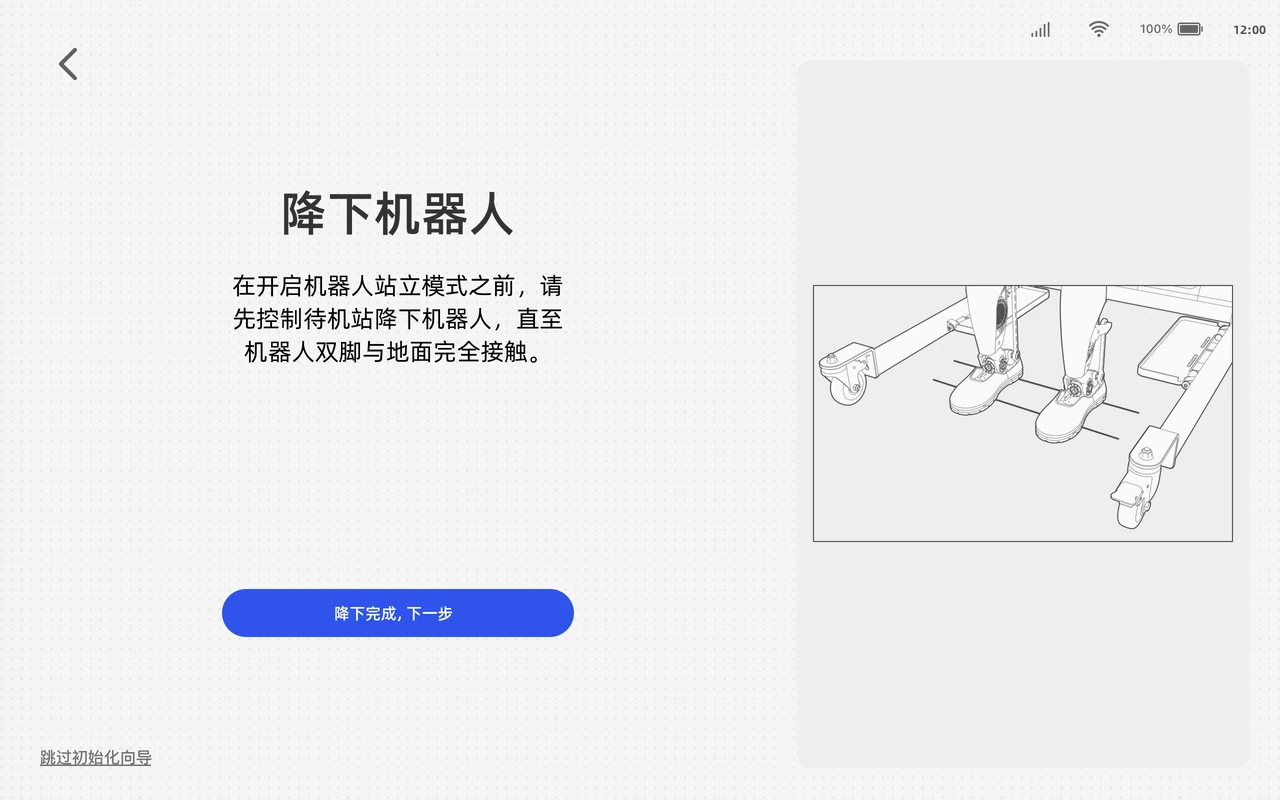 100%
12:00
降下机器人
在开启机器人站立模式之前，请
先控制待机站降下机器人，直至
机器人双脚与地面完全接触。
降下完成, 下一步
跳过初始化向导